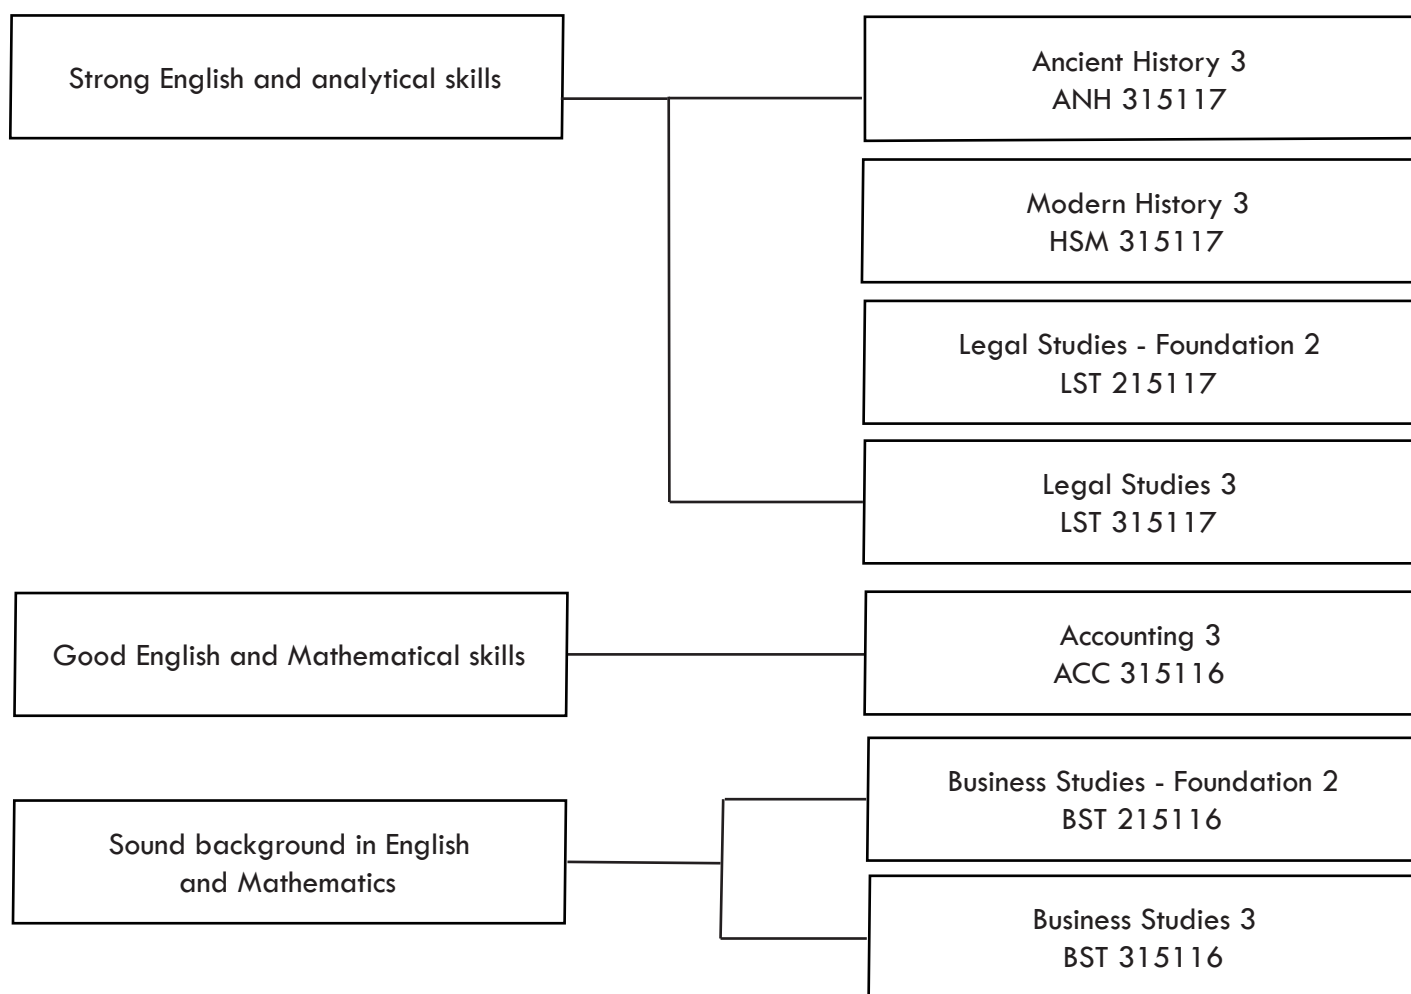 Strong English and analytical skills
Ancient History 3
ANH 315117
Modern History 3
HSM 315117
Legal Studies - Foundation 2
LST 215117
Legal Studies 3
LST 315117
Good English and Mathematical skills
Accounting 3
ACC 315116
Sound background in English
and Mathematics
Business Studies - Foundation 2
BST 215116
Business Studies 3
BST 315116